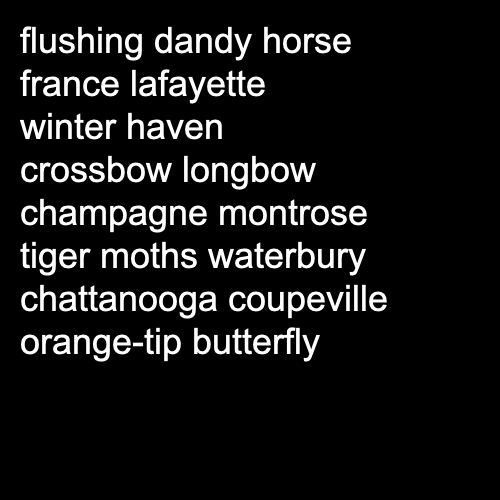 flushing dandy horse
france lafayette
winter haven
crossbow longbow
champagne montrose
tiger moths waterbury
chattanooga coupeville
orange-tip butterfly